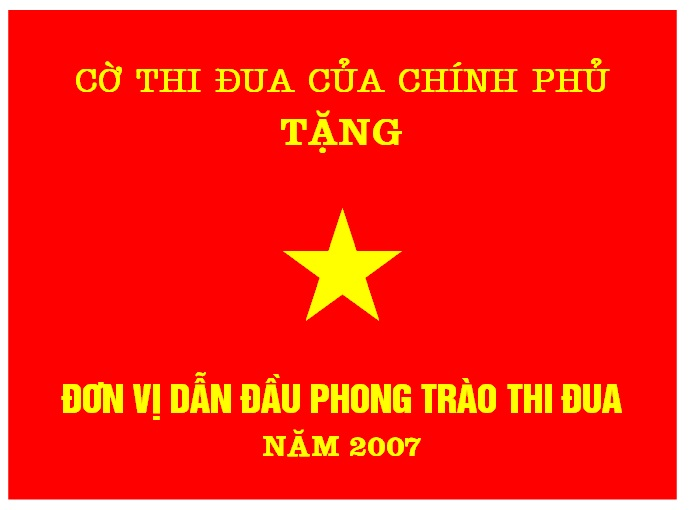 CỜ THI ĐUA CỦA CHÍNH PHỦ
TẶNG
ĐƠN VỊ DẪN ĐẦU PHONG TRÀO THI ĐUA
NĂM 2007